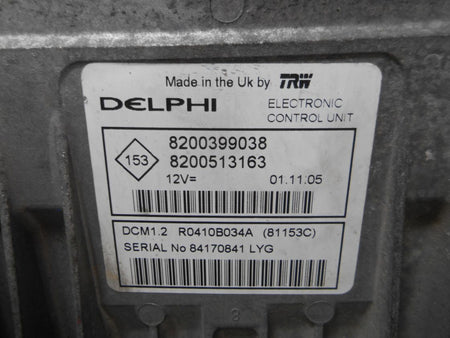 Made in the Uk by TRW
DELPHI ELECTRONIC
CONTROL UNIT
8200399038
153
8200513163
12V= 01.11.05
DCM1.2 R0410B034A (81153C)
SERIAL No 84170841 LYG